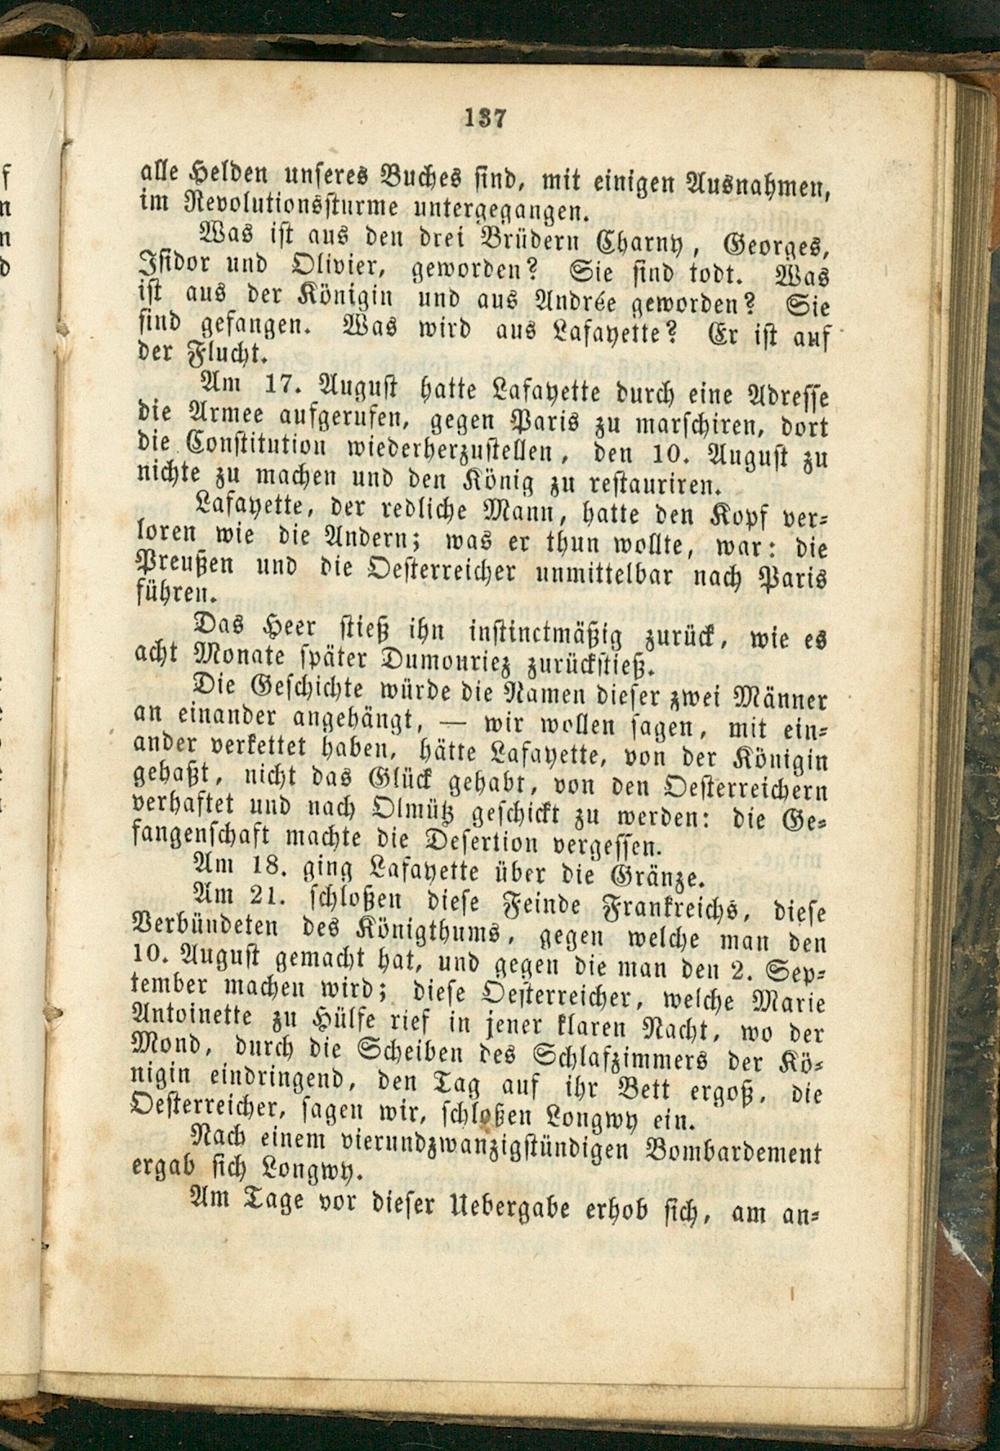 137
alle Helden unseres Buches sind, mit einigen Ausnahmen,
im Revolutionssturme untergegangen.
Was ist aus den drei Brüdern Charny, Georges,
Isidor und Olivier, geworden? Sie sind todt. Was
ist aus der Königin und aus Andrée geworden? Sie
sind gefangen. Was wird aus Lafayette? Er ist auf
der Flucht.
Am 17. August hatte Lafayette durch eine Adresse
die Armee aufgerufen, gegen Paris zu marschiren, dort
die Constitution wiederherzustellen, den 10. August zu
nichte zu machen und den König zu restauriren.
Lafayette, der redliche Mann, hatte den Kopf ver-
loren wie die Andern; was er thun wollte, war: die
Preußen und die Oesterreicher unmittelbar nach Paris
führen.
Das Heer stieß ihn instinctmäßig zurück, wie es
acht Monate später Dumouriez zurückstieß.
Die Geschichte würde die Namen dieser zwei Männer
an einander angehängt, — wir wollen sagen, mit ein-
ander verkettet haben, hätte Lafayette, von der Königin
gehaßt, nicht das Glück gehabt, von den Oesterreichern
verhaftet und nach Olmütz geschickt zu werden: die Ge-
fangenschaft machte die Desertion vergessen.
Am 18. ging Lafayette über die Gränze.
Am 21. schloßen diese Feinde Frankreichs, diese
Verbündeten des Königthums, gegen welche man den
10. August gemacht hat, und gegen die man den 2. Sep-
tember machen wird; diese Oesterreicher, welche Marie
Antoinette zu Hülfe rief in jener klaren Nacht, wo der
Mond, durch die Scheiben des Schlafzimmers der Kö-
nigin eindringend, den Tag auf ihr Bett ergoß, die
Oesterreicher, sagen wir, schloßen Longwy ein.
Nach einem vierundzwanzigstündigen Bombardement
ergab sich Longwy.
Am Tage vor dieser Uebergabe erhob sich, am an-